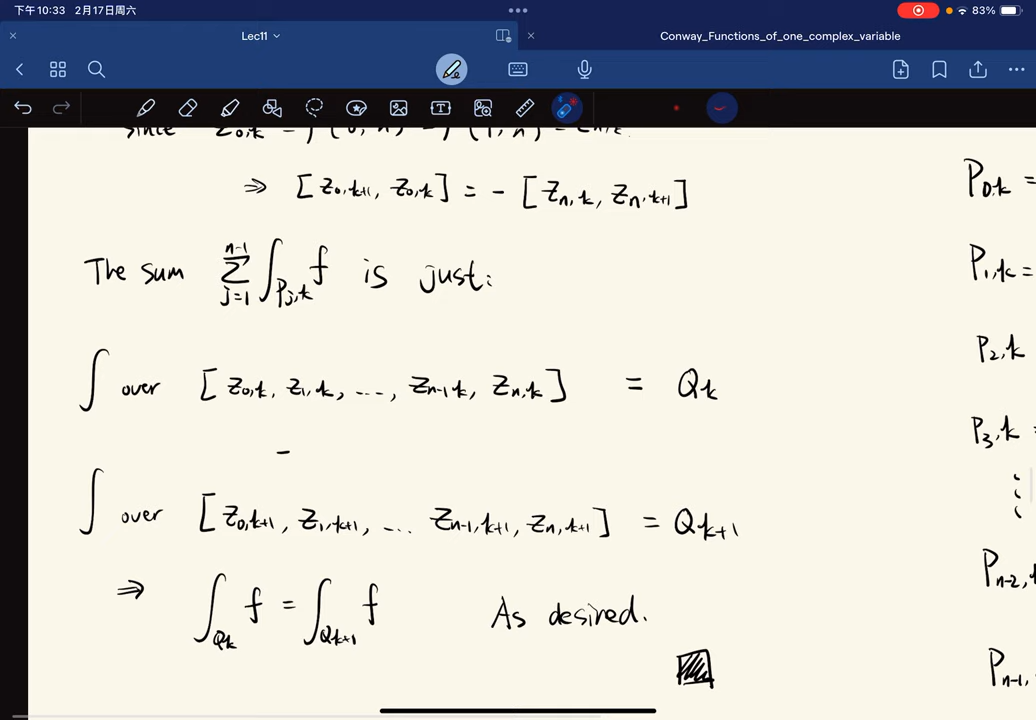 下午10:33 2月17日周六
83%
Lec11
Conway_Functions_of_one_complex_variable
since
⇒ [Z0,k+1, Z0,k] = - [Zn,k, Zn,k+1]
P0,k =
The sum ∑_{j=1}^{n-1} ∫_{Pj,k} f is just:
P1,k =
P2,k
∫ over [Z0,k, Z1,k, ..., Zn-1,k, Zn,k] = Qk
P3,k =
-
∫ over [Z0,k+1, Z1,k+1, ... Zn-1,k+1, Zn,k+1] = Qk+1
Pn-2,
⇒ ∫_{Qk} f = ∫_{Qk+1} f As desired.
Pn-1,